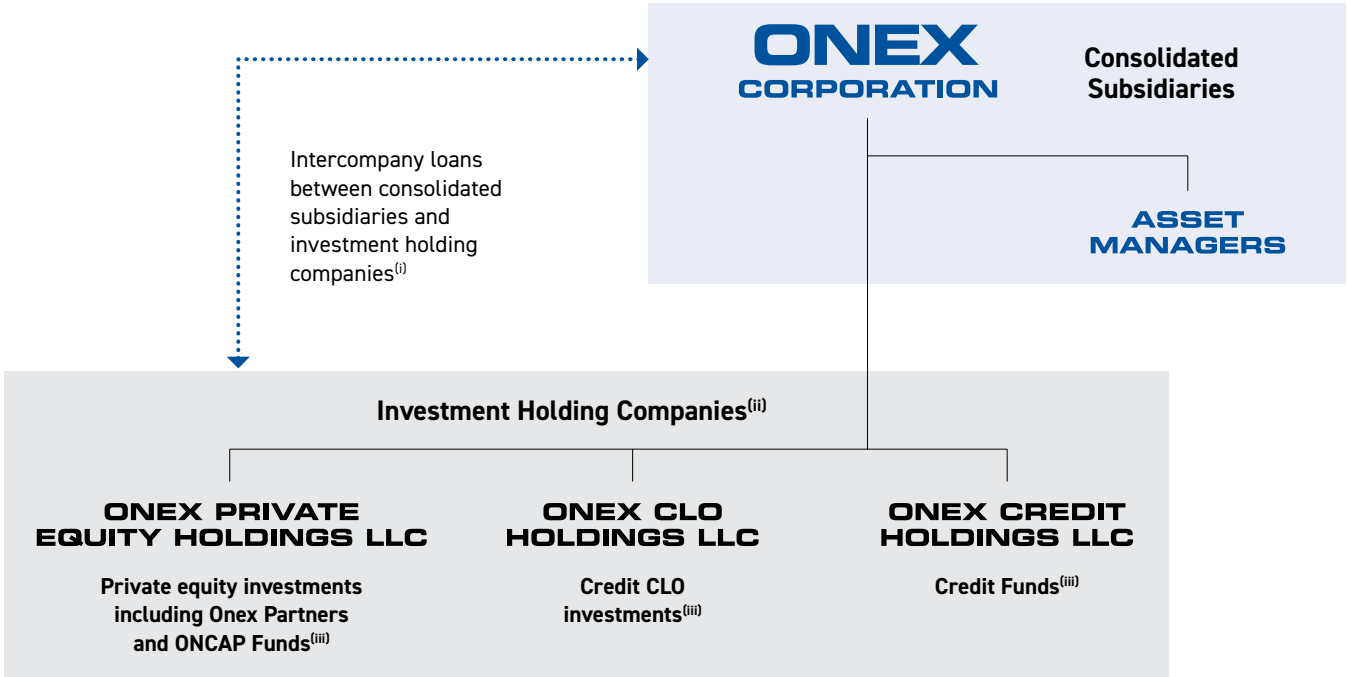 ONEX
CORPORATION
Consolidated
Subsidiaries
Intercompany loans
between consolidated
subsidiaries and
investment holding
companies(i)
ASSET
MANAGERS
Investment Holding Companies(ii)
ONEX PRIVATE
EQUITY HOLDINGS LLC
Private equity investments
including Onex Partners
and ONCAP Funds(iii)
ONEX CLO
HOLDINGS LLC
Credit CLO
investments(iii)
ONEX CREDIT
HOLDINGS LLC
Credit Funds(iii)